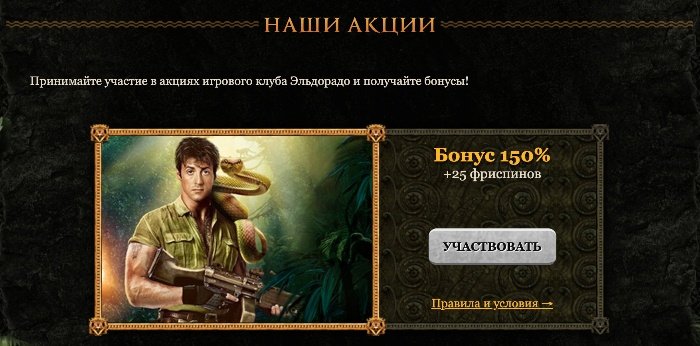 НАШИ АКЦИИ
Принимайте участие в акциях игрового клуба Эльдорадо и получайте бонусы!
Бонус 150%
+25 фриспинов
УЧАСТВОВАТЬ
Правила и условия →